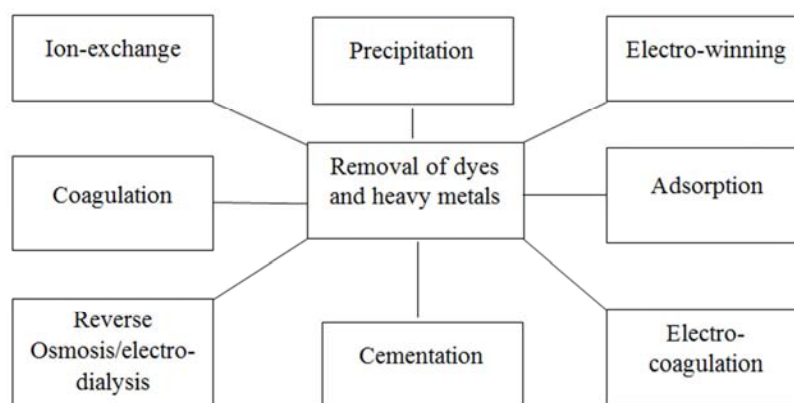 Ion-exchange
Precipitation
Electro-winning
Coagulation
Removal of dyes
and heavy metals
Adsorption
Reverse
Osmosis/electro-
dialysis
Cementation
Electro-
coagulation